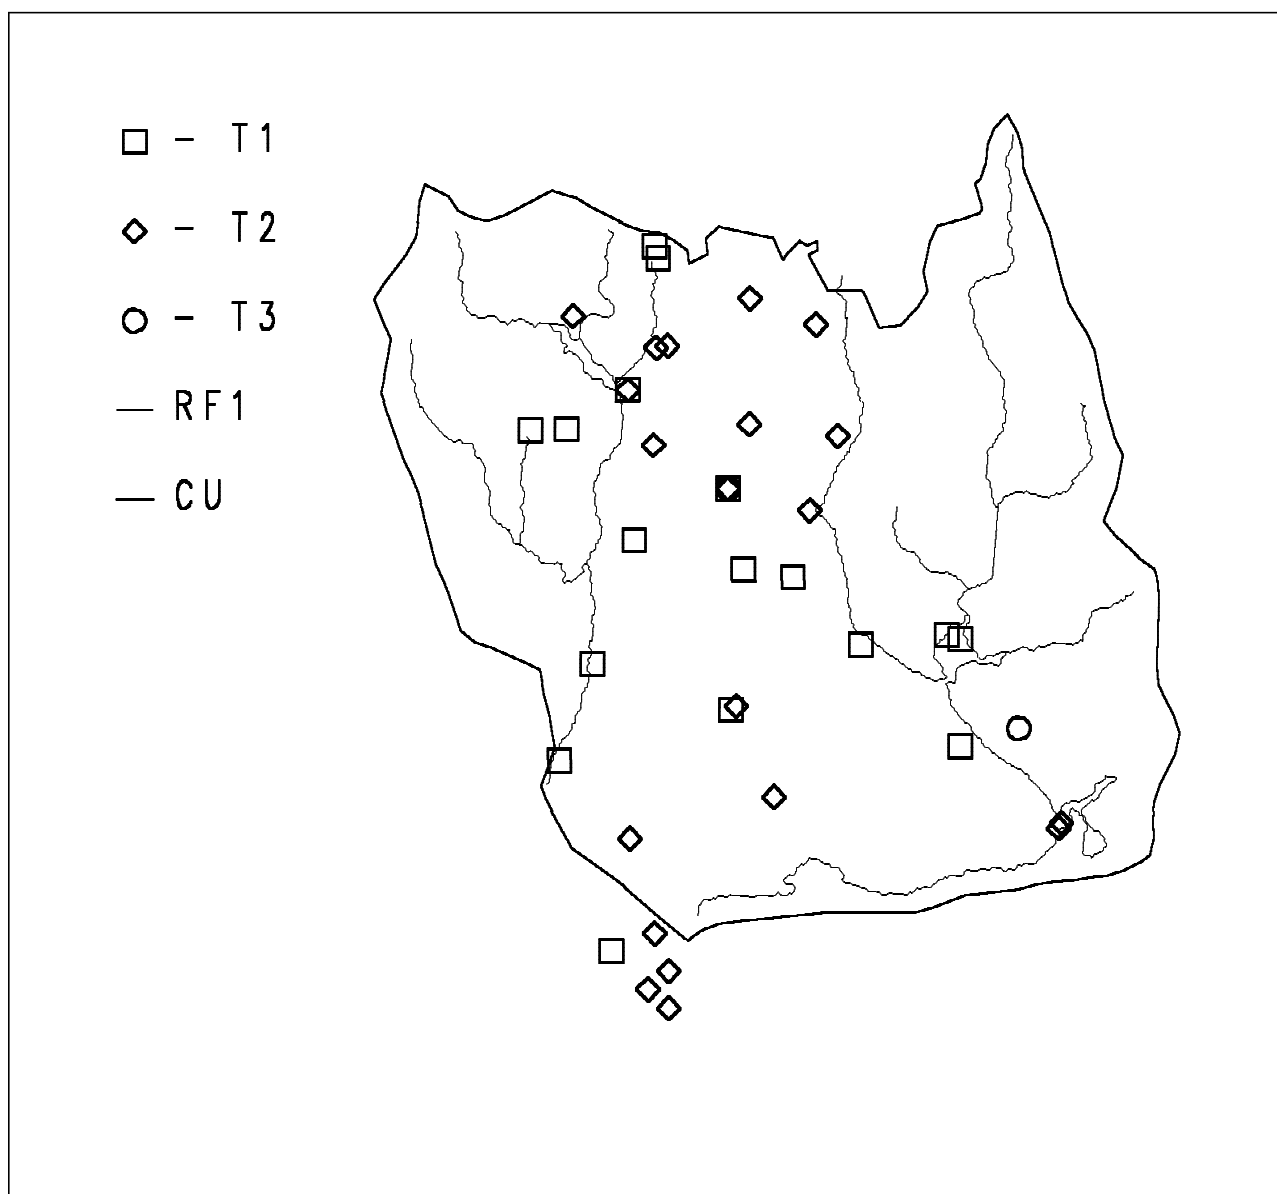 □ - T1
◇ - T2
○ - T3
— RF1
— CU